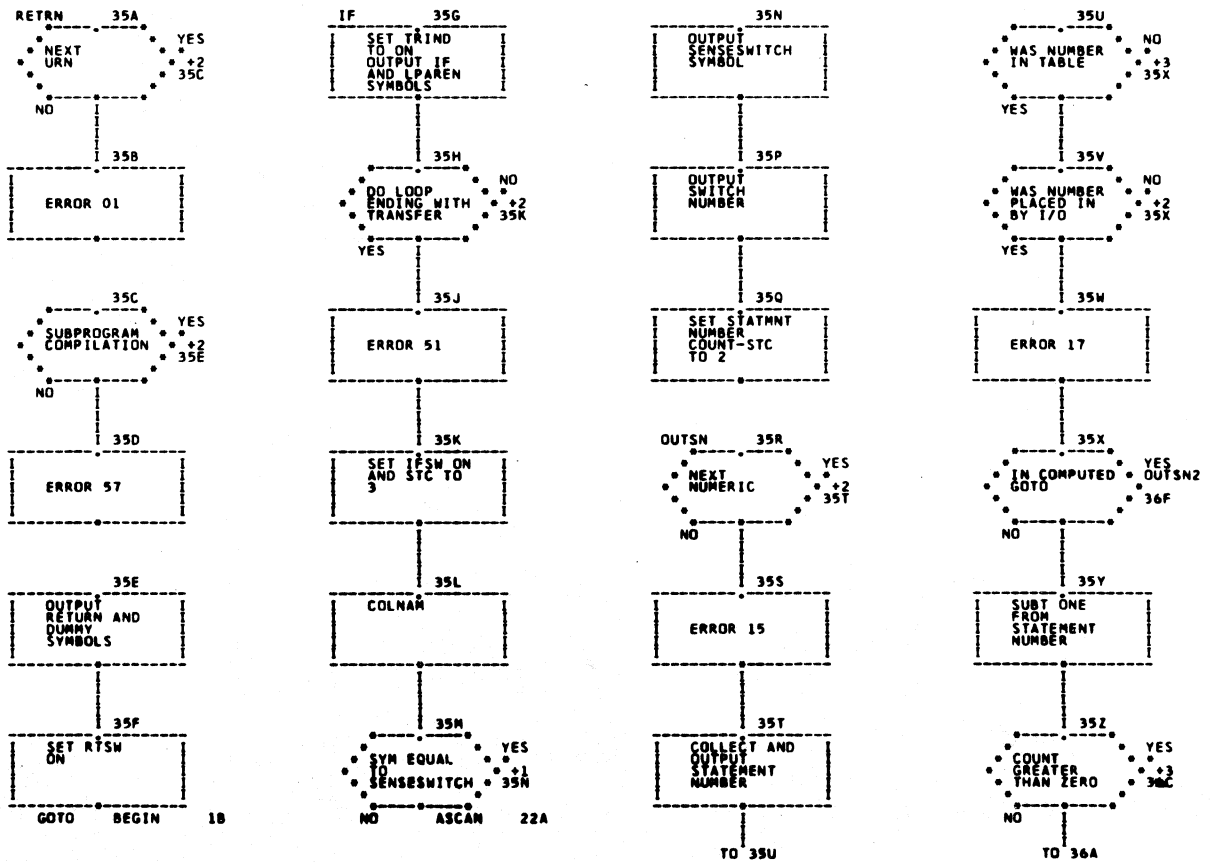 RETRN 35A
NEXT
URN
YES
+2
35C
NO
35B
ERROR 01
35C
SUBPROGRAM
COMPILATION
YES
+2
35E
NO
35D
ERROR 57
35E
OUTPUT
RETURN AND
DUMMY
SYMBOLS
35F
SET RTSW
ON
GOTO BEGIN 1B
IF 35G
SET TRIND
TO ON
OUTPUT IF
AND LPAREN
SYMBOLS
35H
DO LOOP
ENDING WITH
TRANSFER
NO
+2
35K
YES
35J
ERROR 51
35K
SET IFSW ON
AND STC TO
3
35L
COLNAM
35M
SYM EQUAL
TO
SENSESWITCH
YES
+1
35N
NO ASCAN 22A
35N
OUTPUT
SENSESWITCH
SYMBOL
35P
OUTPUT
SWITCH
NUMBER
35Q
SET STATMNT
NUMBER
COUNT-STC
TO 2
OUTSN 35R
NEXT
NUMERIC
YES
+2
35T
NO
35S
ERROR 15
35T
COLLECT AND
OUTPUT
STATEMENT
NUMBER
TO 35U
35U
WAS NUMBER
IN TABLE
NO
+3
35X
YES
35V
WAS NUMBER
PLACED IN
BY I/O
NO
+2
35X
YES
35W
ERROR 17
35X
IN COMPUTED
GOTO
YES
OUTSN2
36F
NO
35Y
SUBT ONE
FROM
STATEMENT
NUMBER
35Z
COUNT
GREATER
THAN ZERO
YES
+3
NO
TO 36A